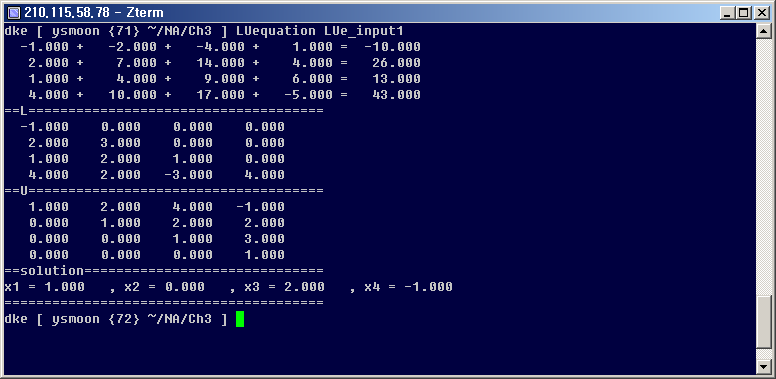 210.115.58.78 - Zterm
dke [ ysmoon {71} ~/NA/Ch3 ] LUequation LUe_input1
  -1.000 +   -2.000 +   -4.000 +    1.000 =  -10.000
   2.000 +    7.000 +   14.000 +    4.000 =   26.000
   1.000 +    4.000 +    9.000 +    6.000 =   13.000
   4.000 +   10.000 +   17.000 +   -5.000 =   43.000
==L=====================================
  -1.000    0.000    0.000    0.000
   2.000    3.000    0.000    0.000
   1.000    2.000    1.000    0.000
   4.000    2.000   -3.000    4.000
==U=====================================
   1.000    2.000    4.000   -1.000
   0.000    1.000    2.000    2.000
   0.000    0.000    1.000    3.000
   0.000    0.000    0.000    1.000
==solution==============================
x1 = 1.000   , x2 = 0.000   , x3 = 2.000   , x4 = -1.000
========================================
dke [ ysmoon {72} ~/NA/Ch3 ]